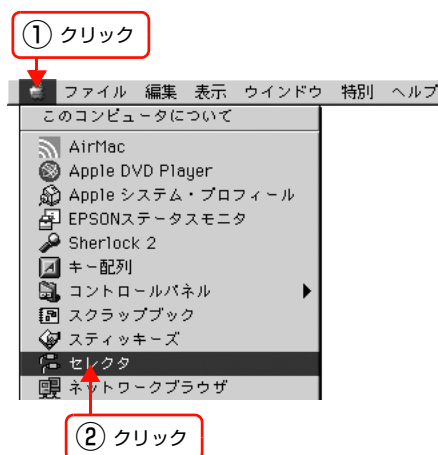 ① クリック
ファイル 編集 表示 ウインドウ 特別 ヘルプ
このコンピュータについて
AirMac
Apple DVD Player
Apple システム・プロフィール
EPSONステータスモニタ
Sherlock 2
キー配列
コントロールパネル
スクラップブック
スティッキーズ
セレクタ
ネットワークブラウザ
② クリック